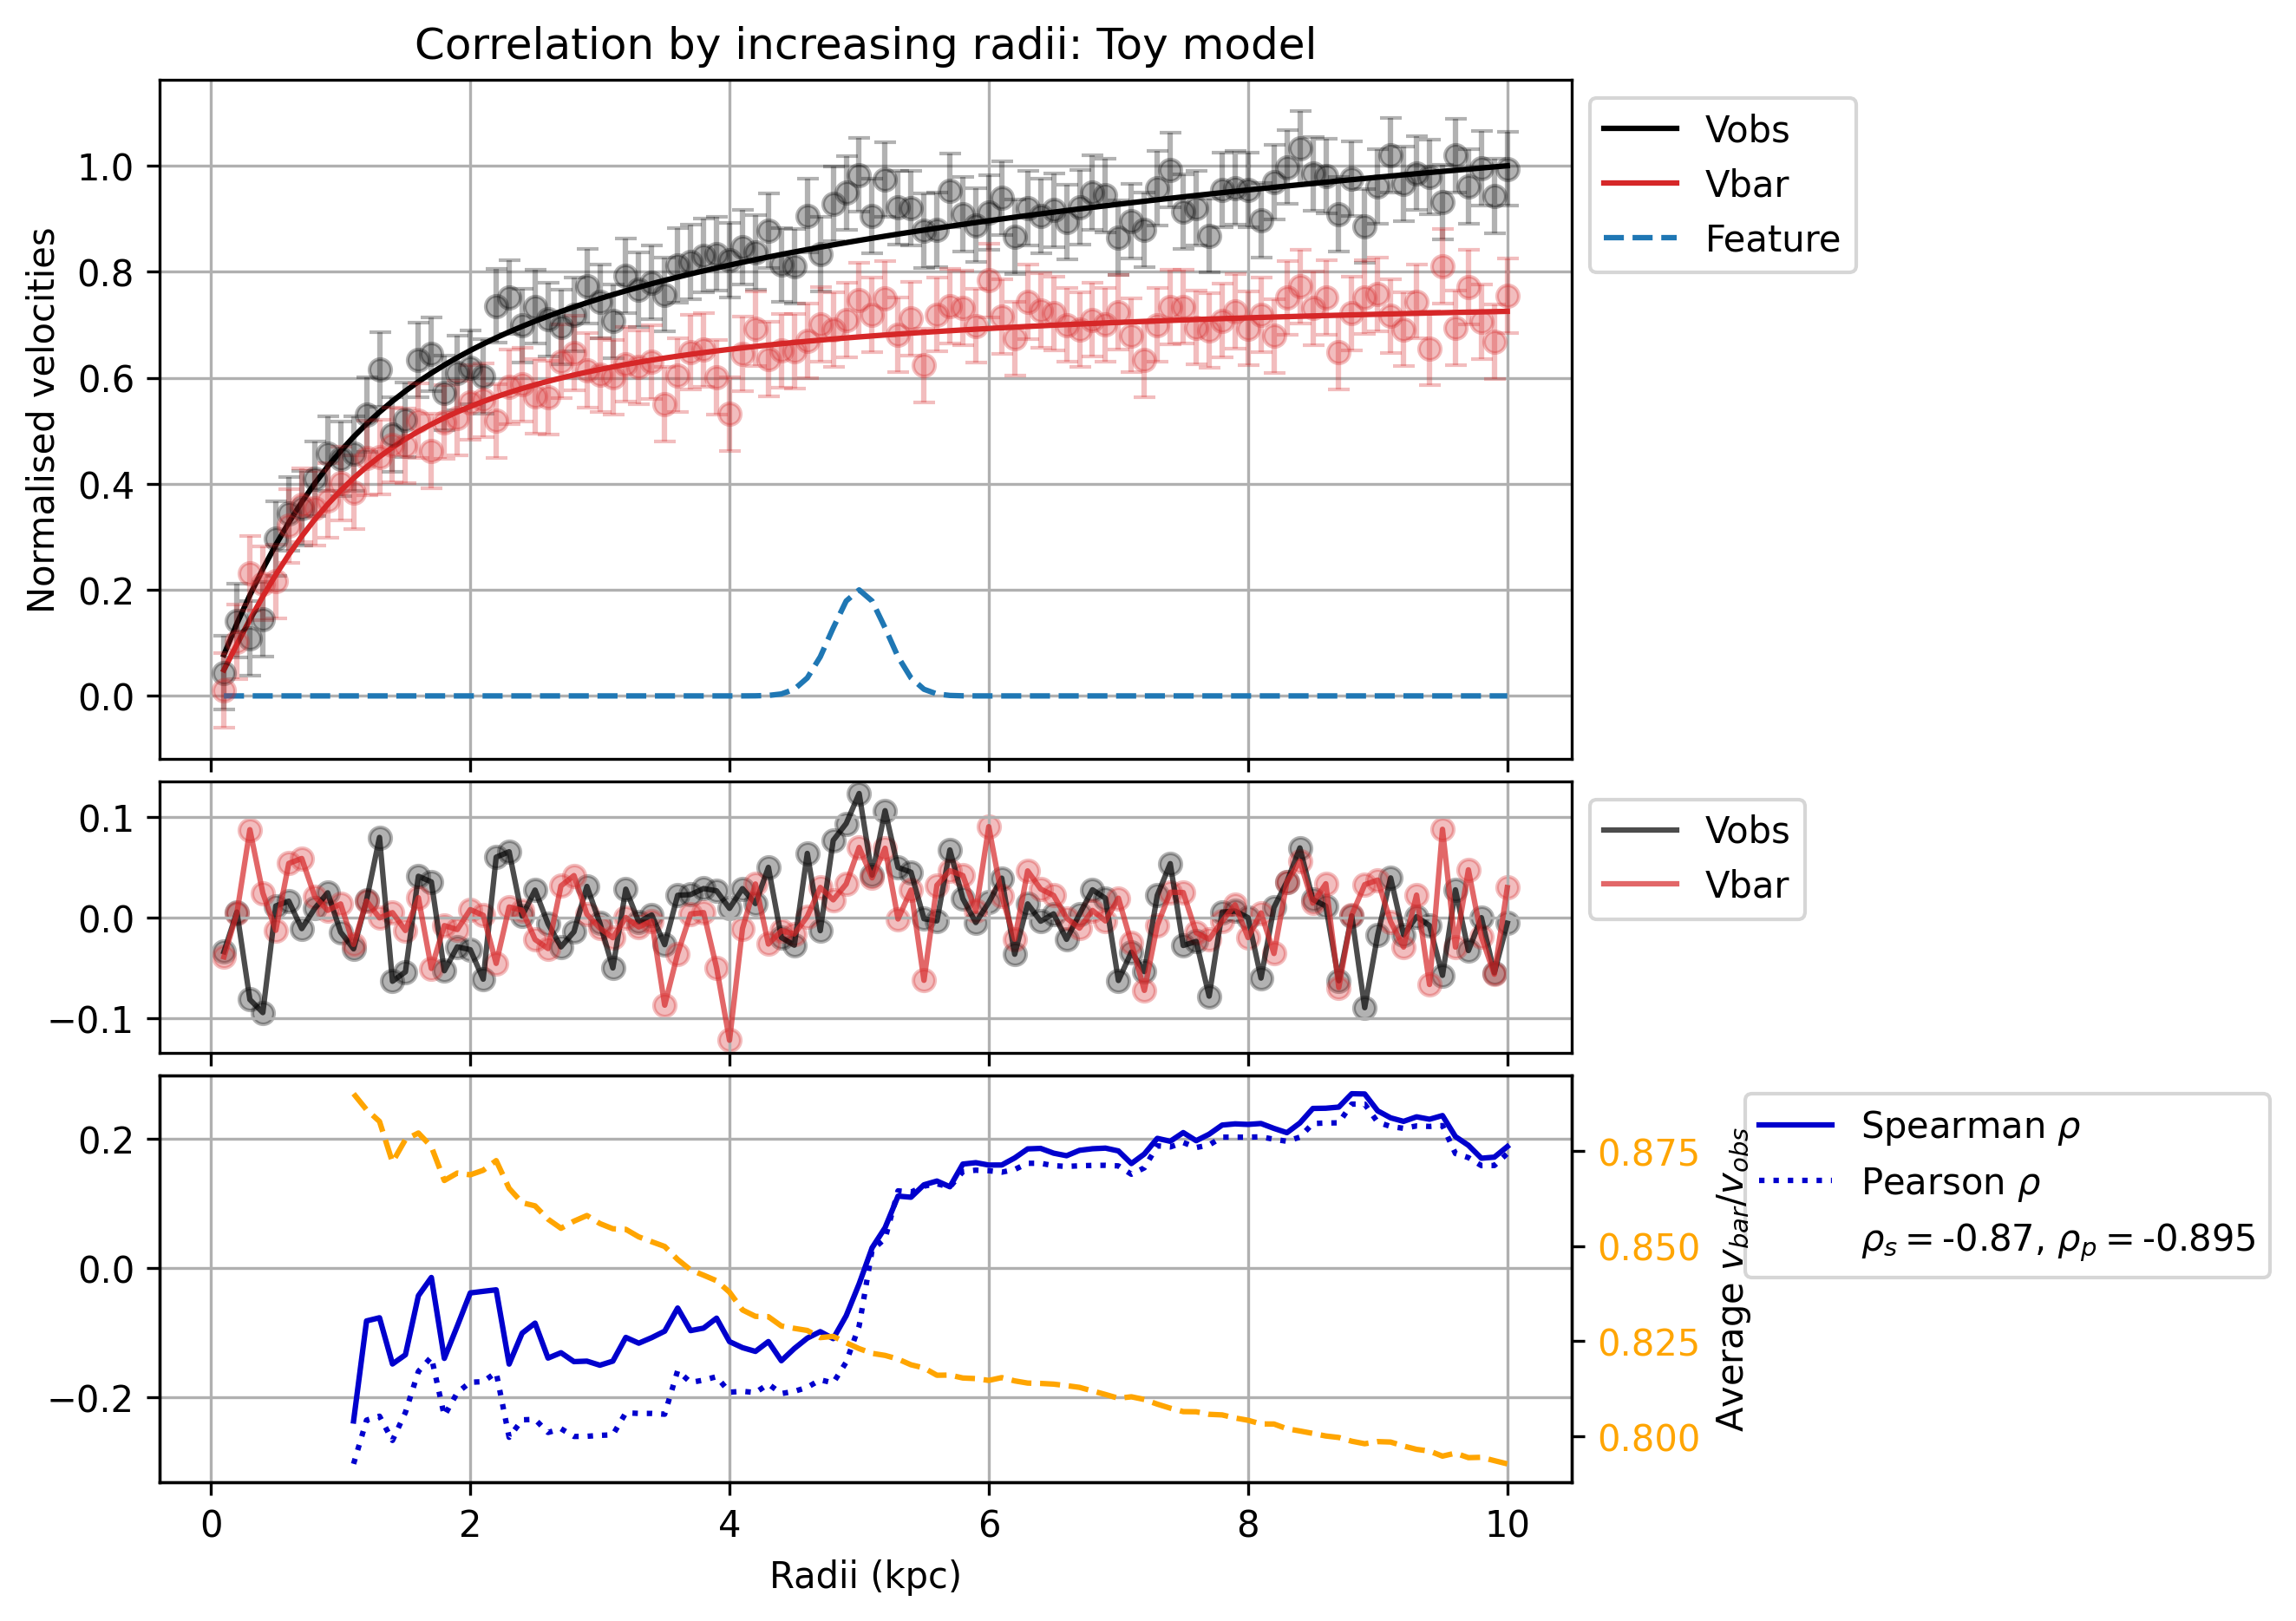 Correlation by increasing radii: Toy model
Normalised velocities
1.0
0.8
0.6
0.4
0.2
0.0
Vobs
Vbar
Feature
0.1
0.0
−0.1
Vobs
Vbar
0.2
0.0
−0.2
0.875
0.850
0.825
0.800
Average v_bar/v_obs
Spearman ρ
Pearson ρ
ρ_s = -0.87, ρ_p = -0.895
0 2 4 6 8 10
Radii (kpc)